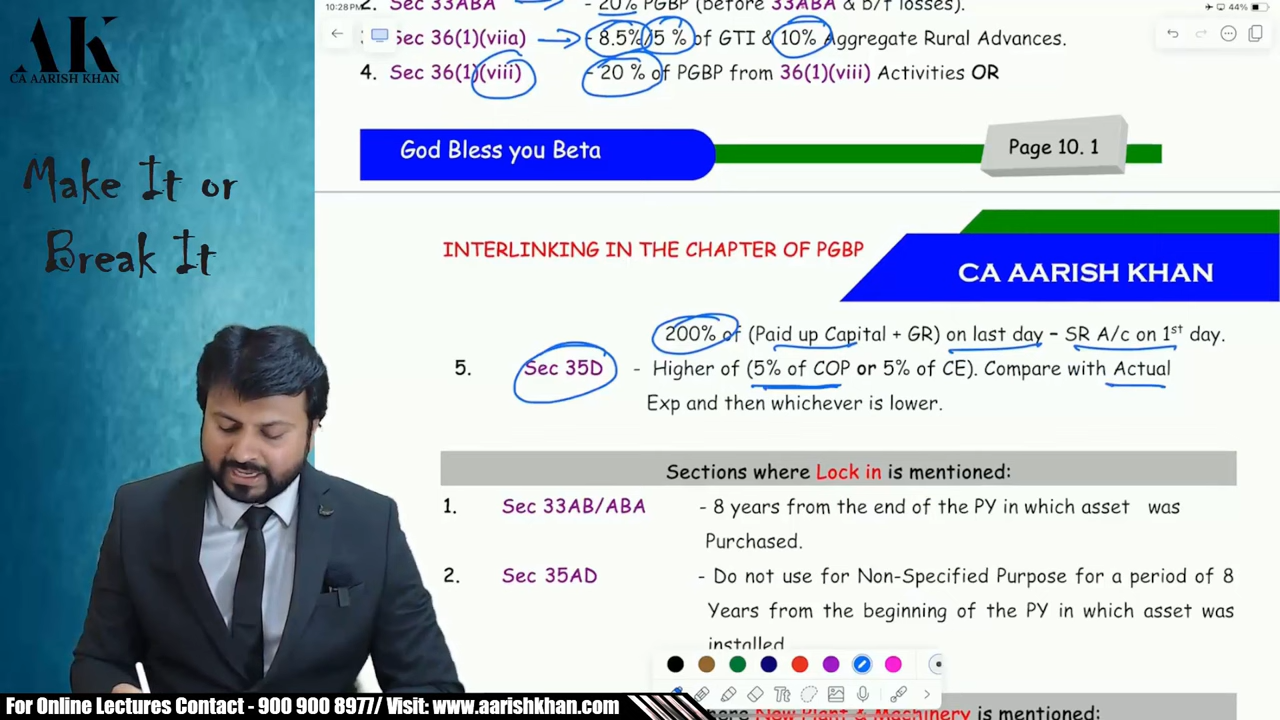 AK
CA AARISH KHAN
Make It or
Break It
10:28 PM
44%
2. Sec 33ABA - 20% PGBP (before 33ABA & b/f losses).
Sec 36(1)(viia) - 8.5%/5 % of GTI & 10% Aggregate Rural Advances.
4. Sec 36(1)(viii) - 20 % of PGBP from 36(1)(viii) Activities OR
God Bless you Beta
Page 10. 1
INTERLINKING IN THE CHAPTER OF PGBP
CA AARISH KHAN
200% of (Paid up Capital + GR) on last day – SR A/c on 1st day.
5. Sec 35D - Higher of (5% of COP or 5% of CE). Compare with Actual
Exp and then whichever is lower.
Sections where Lock in is mentioned:
1. Sec 33AB/ABA - 8 years from the end of the PY in which asset was
Purchased.
2. Sec 35AD - Do not use for Non-Specified Purpose for a period of 8
Years from the beginning of the PY in which asset was
installed
Tt
New Plant & Machinery is mentioned:
For Online Lectures Contact - 900 900 8977/ Visit: www.aarishkhan.com